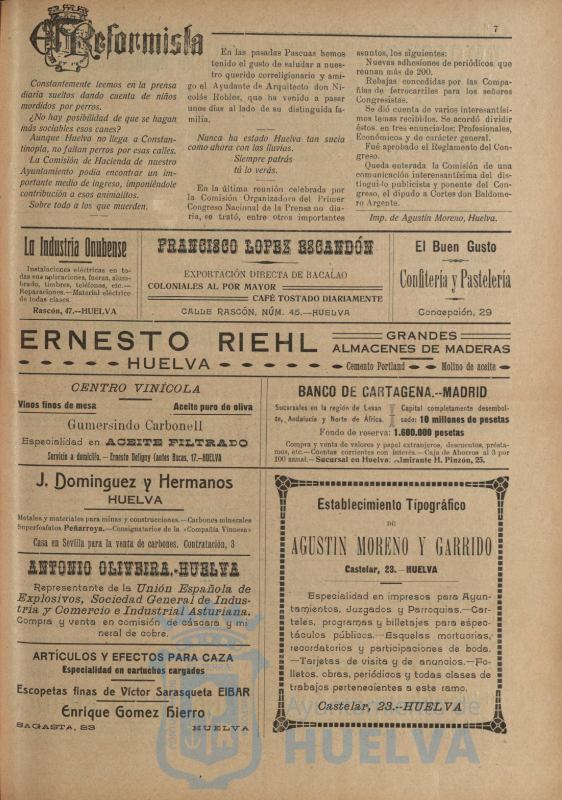 El Reformista
7
Constantemente leemos en la prensa
diaria sueltos dando cuenta de niños
mordidos por perros.
¿No hay posibilidad de que se hagan
más sociales esos canes?
Aunque Huelva no llega a Constan-
tinopla, no faltan perros por esas calles.
La Comisión de Hacienda de nuestro
Ayuntamiento podía encontrar un im-
portante medio de ingreso, imponiéndole
contribución a esos animalitos.
Sobre todo a los que muerden.
En las pasadas Pascuas hemos
tenido el gusto de saludar a nues-
tro querido correligionario y ami-
go el Ayudante de Arquitecto don Ni-
colás Robles, que ha venido a pasar
unos días al lado de su distinguida fa-
milia.
Nunca ha estado Huelva tan sucia
como ahora con las lluvias.
Siempre patrás
tú lo verás.
En la última reunión celebrada por
la Comisión Organizadora del Primer
Congreso Nacional de la Prensa no dia-
ria, se trató, entre otros importantes
asuntos, los siguientes:
Nuevas adhesiones de periódicos que
reunan más de 200.
Rebajas concedidas por las Compa-
ñías de ferrocarriles para los señores
Congresistas.
Se dió cuenta de varios interesantísi-
mos temas recibidos. Se acordó dividir
éstos en tres enunciados: Profesionales,
Económicos y de carácter general.
Fué aprobado el Reglamento del Con-
greso.
Queda enterada la Comisión de una
comunicación interesantísima del dis-
tinguido publicista y ponente del Con-
greso, el dipudo a Cortes don Baldome-
ro Argente.
Imp. de Agustín Moreno, Huelva.
La Industria Onubense
Instalaciones eléctricas en to-
das sus aplicaciones, fueras, alum-
brado, timbres, teléfonos, etc.—
Reparaciones.—Material eléctrico
de todas clases.
Rascón, 47.—HUELVA
FRANCISCO LOPEZ ESCANDÓN
EXPORTACIÓN DIRECTA DE BACALAO
COLONIALES AL POR MAYOR
CAFÉ TOSTADO DIARIAMENTE
CALLE RASCÓN, NÚM. 45.—HUELVA
El Buen Gusto
Confitería y Pastelería
Concepción, 29
ERNESTO RIEHL
HUELVA
GRANDES
ALMACENES DE MADERAS
Cemento Portland
Molino de aceite
CENTRO VINÍCOLA
Vinos finos de mesa
Aceite puro de oliva
Gumersindo Carbonell
Especialidad en ACEITE FILTRADO
Servicio a domicilio. — Ernesto Deligny (antes Bocas, 17.—HUELVA
BANCO DE CARTAGENA.--MADRID
Sucursales en la región de Levan
te, Andalucía y Norte de África.
Capital completamente desembol-
sado: 10 millones de pesetas
Fondo de reserva: 1.600.000 pesetas
Compra y venta de valores y papel extranjeros, descuentos, présta-
mos, etc.—Cuentas corrientes con interés.—Caja de Ahorros al 3 por
100 anual.—Sucursal en Huelva: Almirante H. Pinzón, 25.
J. Dominguez y Hermanos
HUELVA
Metales y materiales para minas y construcciones.—Carbones minerales
Superfosfatos Peñarroya.—Consignatarios de la «Compañía Vinuesa»
Casa en Sevilla para la venta de carbones. Contratación, 3
ANTONIO OLIVEIRA.-HUELVA
Representante de la Unión Española de
Explosivos, Sociedad General de Indus-
tria y Comercio e Industrial Asturiana.
Compra y venta en comisión de cáscara y mi
neral de cobre.
ARTÍCULOS Y EFECTOS PARA CAZA
Especialidad en cartuchos cargados
Escopetas finas de Víctor Sarasqueta EIBAR
Enrique Gomez Hierro
SAGASTA, 23
HUELVA
Establecimiento Tipográfico
DE
AGUSTIN MORENO Y GARRIDO
Castelar, 23.—HUELVA
Especialidad en impresos para Ayun-
tamientos, Juzgados y Parroquias.—Car-
teles, programas y billetajes para espec-
táculos públicos.—Esquelas mortuorias,
recordatorios y participaciones de boda.
—Tarjetas de visita y de anuncios.—Fo-
lletos, obras, periódicos y todas clases de
trabajos pertenecientes a este ramo.
Castelar, 23.-HUELVA
Ayuntamiento de
HUELVA